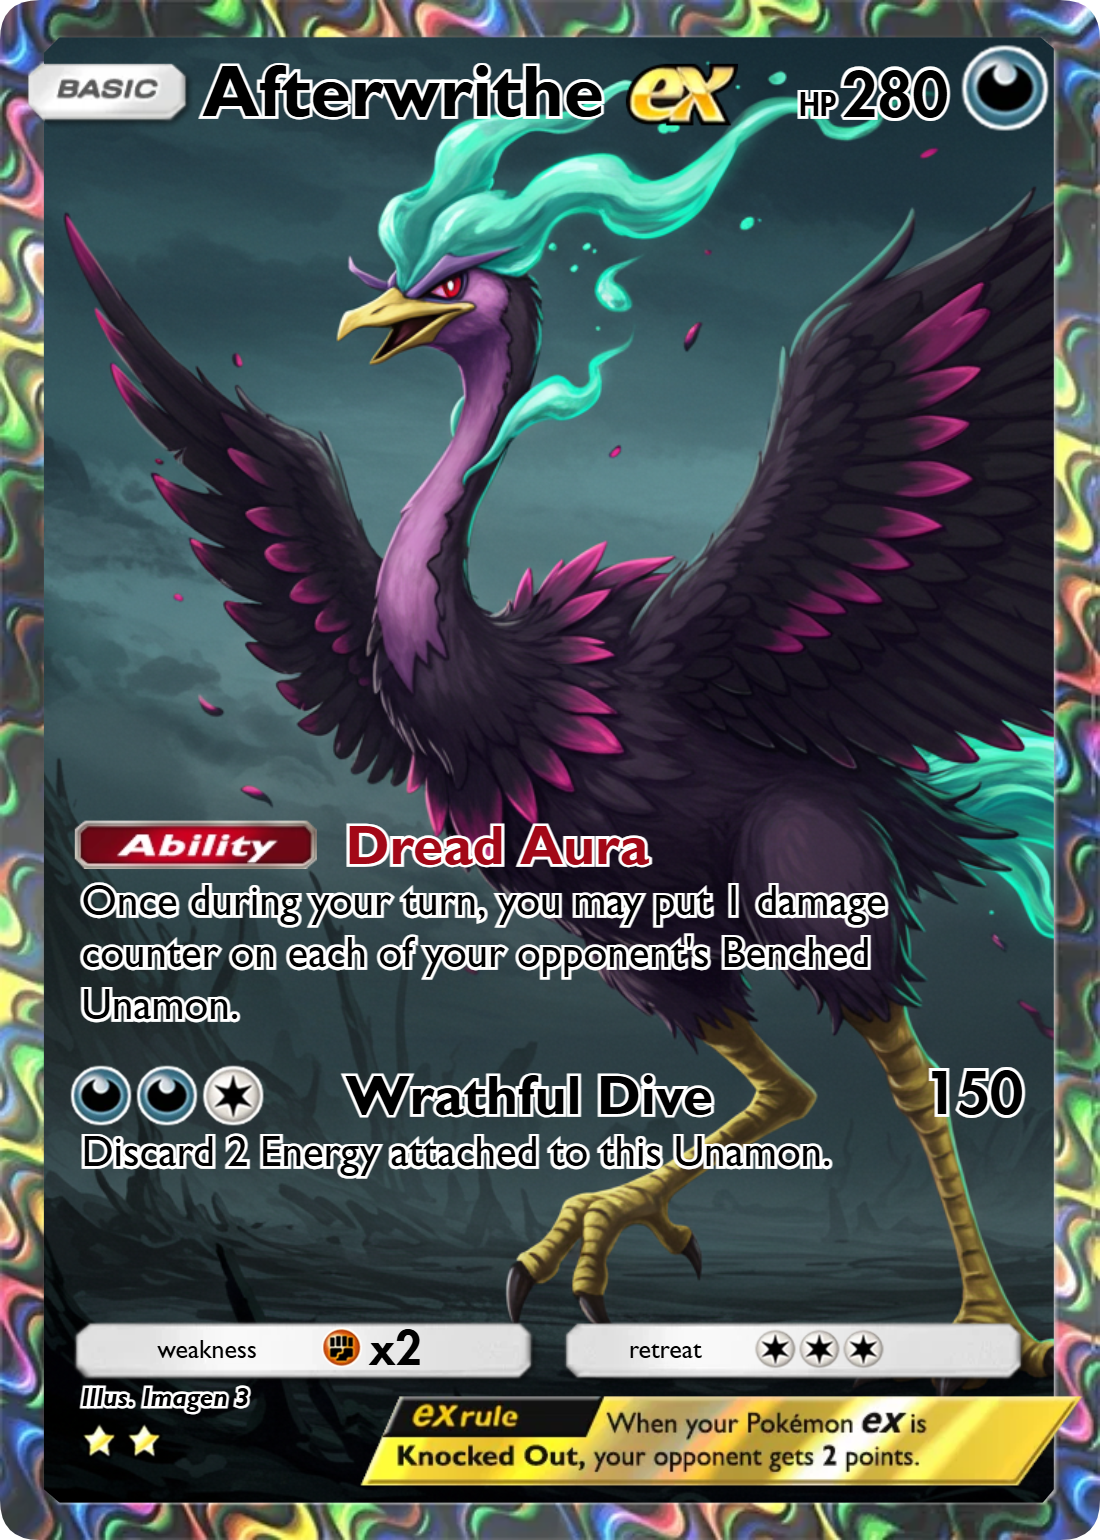 BASIC Afterwrithe ex HP 280
Ability Dread Aura
Once during your turn, you may put 1 damage
counter on each of your opponent's Benched
Unamon.
Wrathful Dive 150
Discard 2 Energy attached to this Unamon.
weakness x2 retreat
Illus. Imagen 3
ex rule When your Pokémon ex is
Knocked Out, your opponent gets 2 points.